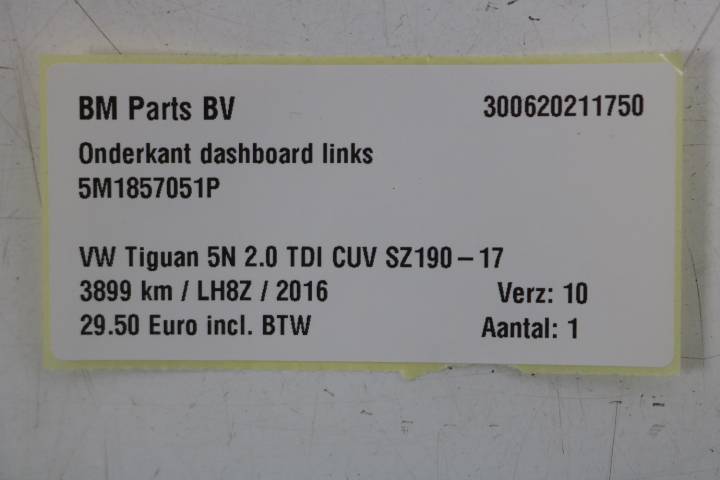 BM Parts BV 300620211750
Onderkant dashboard links
5M1857051P
VW Tiguan 5N 2.0 TDI CUV SZ190-17
3899 km / LH8Z / 2016 Verz: 10
29.50 Euro incl. BTW Aantal: 1